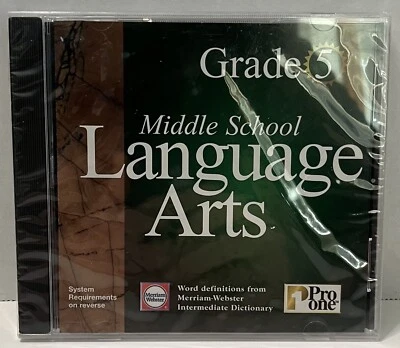 Grade 5
Middle School
Language
Arts
System
Requirements
on reverse
Merriam-
Webster
Word definitions from
Merriam-Webster
Intermediate Dictionary
Pro
one